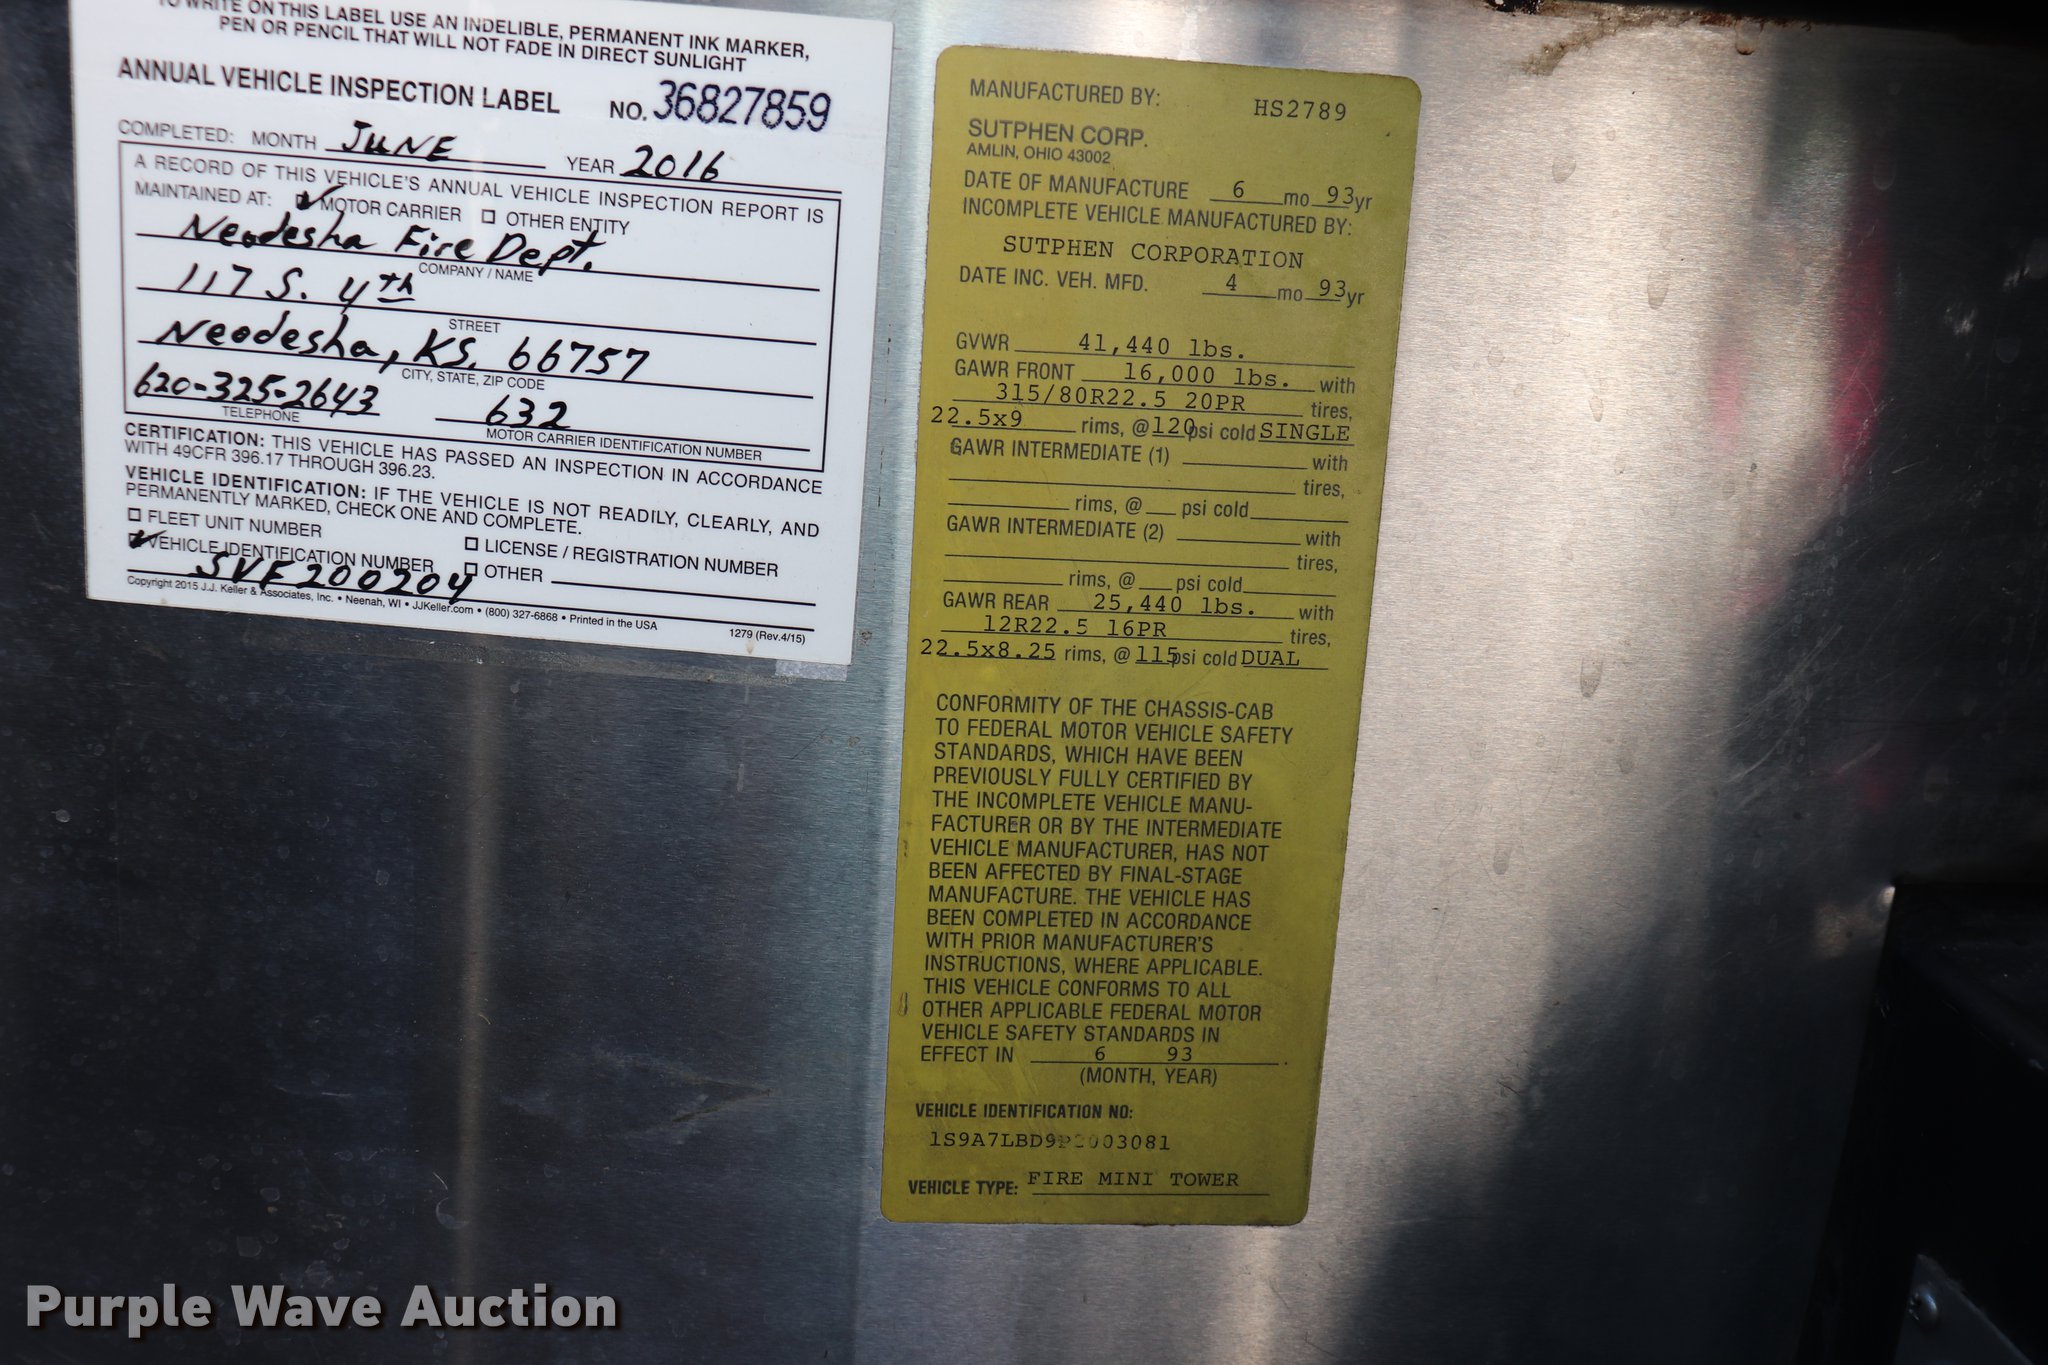 TO WRITE ON THIS LABEL USE AN INDELIBLE, PERMANENT INK MARKER,
PEN OR PENCIL THAT WILL NOT FADE IN DIRECT SUNLIGHT
ANNUAL VEHICLE INSPECTION LABEL NO. 36827859
COMPLETED: MONTH JUNE YEAR 2016
A RECORD OF THIS VEHICLE'S ANNUAL VEHICLE INSPECTION REPORT IS
MAINTAINED AT: MOTOR CARRIER OTHER ENTITY
Neodesha Fire Dept.
COMPANY / NAME
117 S. 4th
STREET
Neodesha, KS. 66757
CITY, STATE, ZIP CODE
620-325-2643 632
TELEPHONE MOTOR CARRIER IDENTIFICATION NUMBER
CERTIFICATION: THIS VEHICLE HAS PASSED AN INSPECTION IN ACCORDANCE
WITH 49CFR 396.17 THROUGH 396.23.
VEHICLE IDENTIFICATION: IF THE VEHICLE IS NOT READILY, CLEARLY, AND
PERMANENTLY MARKED, CHECK ONE AND COMPLETE.
FLEET UNIT NUMBER LICENSE / REGISTRATION NUMBER
VEHICLE IDENTIFICATION NUMBER OTHER
SVF200204
Copyright 2015 J.J. Keller & Associates, Inc. • Neenah, WI • JJKeller.com • (800) 327-6868 • Printed in the USA 1279 (Rev.4/15)
MANUFACTURED BY: HS2789
SUTPHEN CORP.
AMLIN, OHIO 43002
DATE OF MANUFACTURE 6 mo 93yr
INCOMPLETE VEHICLE MANUFACTURED BY:
SUTPHEN CORPORATION
DATE INC. VEH. MFD. 4 mo 93yr
GVWR 41,440 lbs.
GAWR FRONT 16,000 lbs. with
315/80R22.5 20PR tires,
22.5x9 rims, @ 120 psi cold SINGLE
GAWR INTERMEDIATE (1) with
tires,
rims, @ psi cold
GAWR INTERMEDIATE (2) with
tires,
rims, @ psi cold
GAWR REAR 25,440 lbs. with
12R22.5 16PR tires,
22.5x8.25 rims, @ 115 psi cold DUAL
CONFORMITY OF THE CHASSIS-CAB
TO FEDERAL MOTOR VEHICLE SAFETY
STANDARDS, WHICH HAVE BEEN
PREVIOUSLY FULLY CERTIFIED BY
THE INCOMPLETE VEHICLE MANU-
FACTURER OR BY THE INTERMEDIATE
VEHICLE MANUFACTURER, HAS NOT
BEEN AFFECTED BY FINAL-STAGE
MANUFACTURE. THE VEHICLE HAS
BEEN COMPLETED IN ACCORDANCE
WITH PRIOR MANUFACTURER'S
INSTRUCTIONS, WHERE APPLICABLE.
THIS VEHICLE CONFORMS TO ALL
OTHER APPLICABLE FEDERAL MOTOR
VEHICLE SAFETY STANDARDS IN
EFFECT IN 6 93 .
(MONTH, YEAR)
VEHICLE IDENTIFICATION NO:
VEHICLE TYPE: FIRE MINI TOWER
Purple Wave Auction